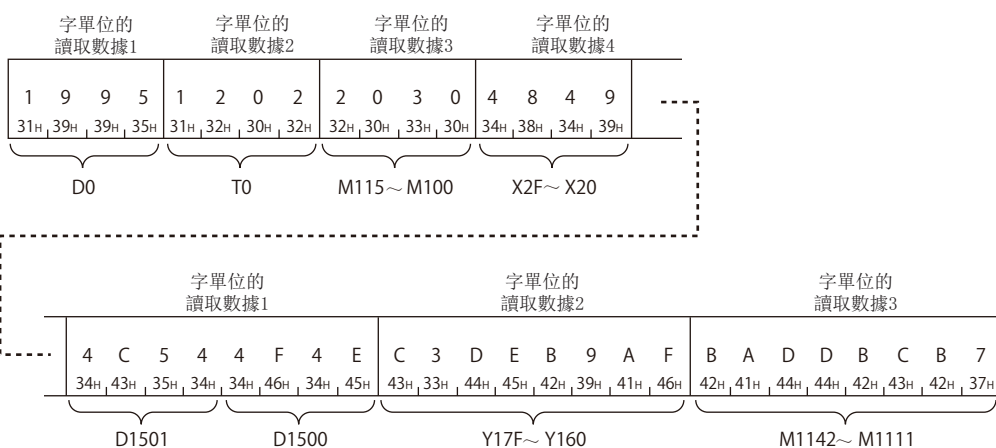 字單位的 字單位的 字單位的 字單位的
讀取數據1 讀取數據2 讀取數據3 讀取數據4
1 9 9 5 1 2 0 2 2 0 3 0 4 8 4 9
31H 39H 39H 35H 31H 32H 30H 32H 32H 30H 33H 30H 34H 38H 34H 39H
D0 T0 M115～M100 X2F～X20
字單位的 字單位的 字單位的
讀取數據1 讀取數據2 讀取數據3
4 C 5 4 4 F 4 E C 3 D E B 9 A F B A D D B C B 7
34H 43H 35H 34H 34H 46H 34H 45H 43H 33H 44H 45H 42H 39H 41H 46H 42H 41H 44H 44H 42H 43H 42H 37H
D1501 D1500 Y17F～Y160 M1142～M1111